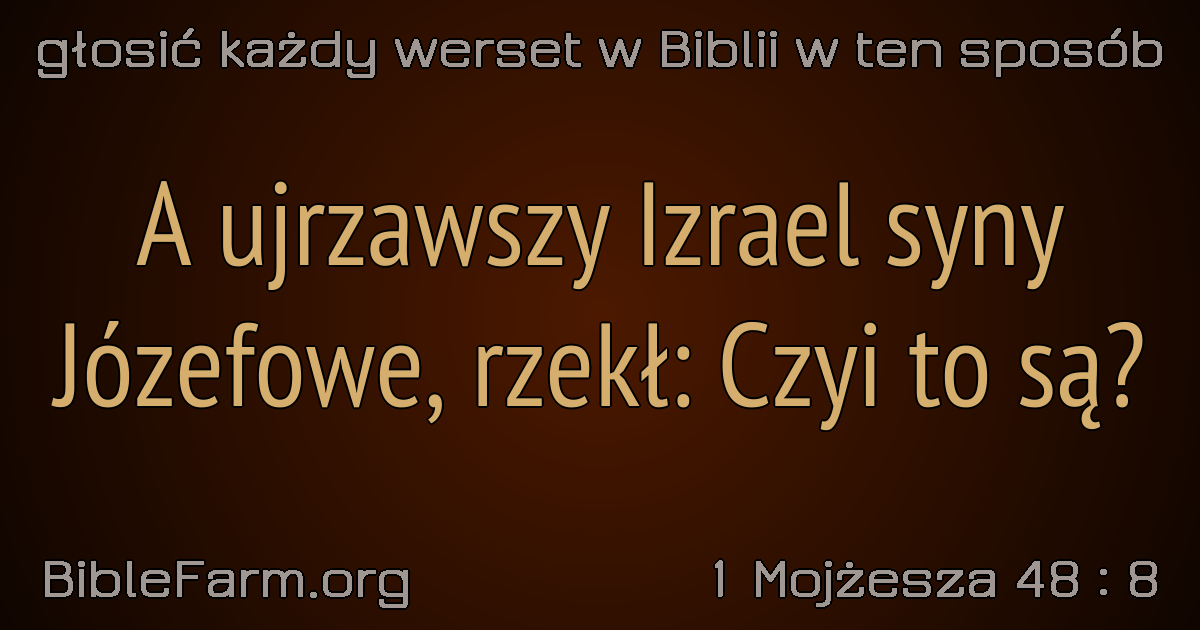 głosić każdy werset w Biblii w ten sposób
A ujrzawszy Izrael syny
Józefowe, rzekł: Czyi to są?
BibleFarm.org
1 Mojżesza 48 : 8